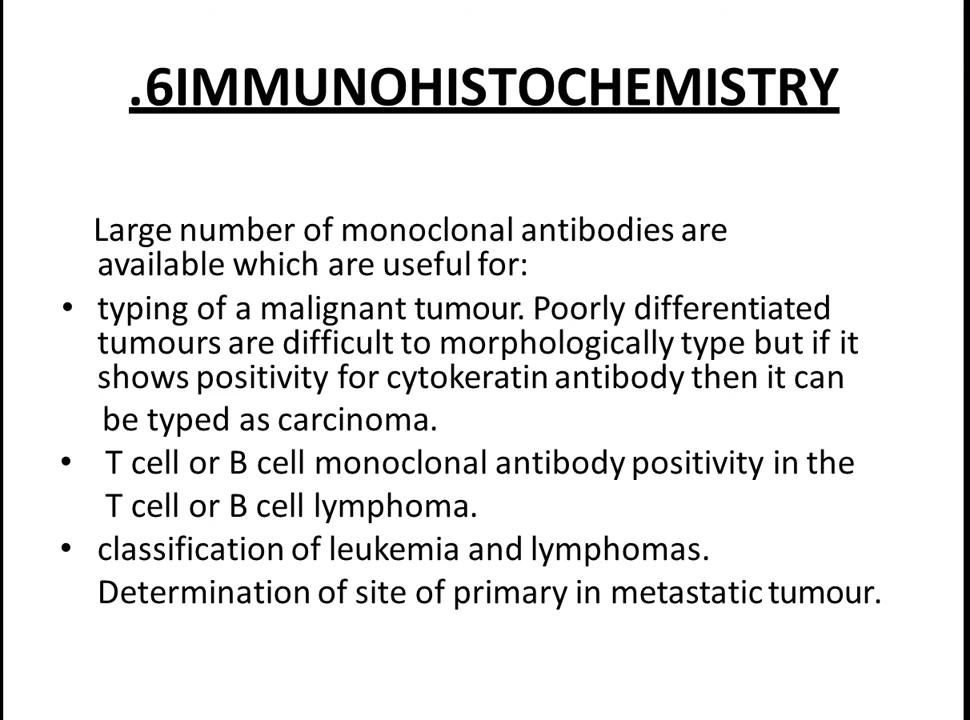 .6IMMUNOHISTOCHEMISTRY
Large number of monoclonal antibodies are
available which are useful for:
• typing of a malignant tumour. Poorly differentiated
tumours are difficult to morphologically type but if it
shows positivity for cytokeratin antibody then it can
be typed as carcinoma.
• T cell or B cell monoclonal antibody positivity in the
T cell or B cell lymphoma.
• classification of leukemia and lymphomas.
Determination of site of primary in metastatic tumour.